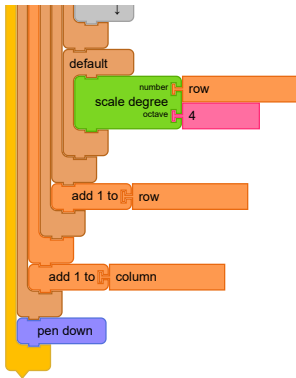 ↓
default
number row
scale degree
octave 4
add 1 to row
add 1 to column
pen down